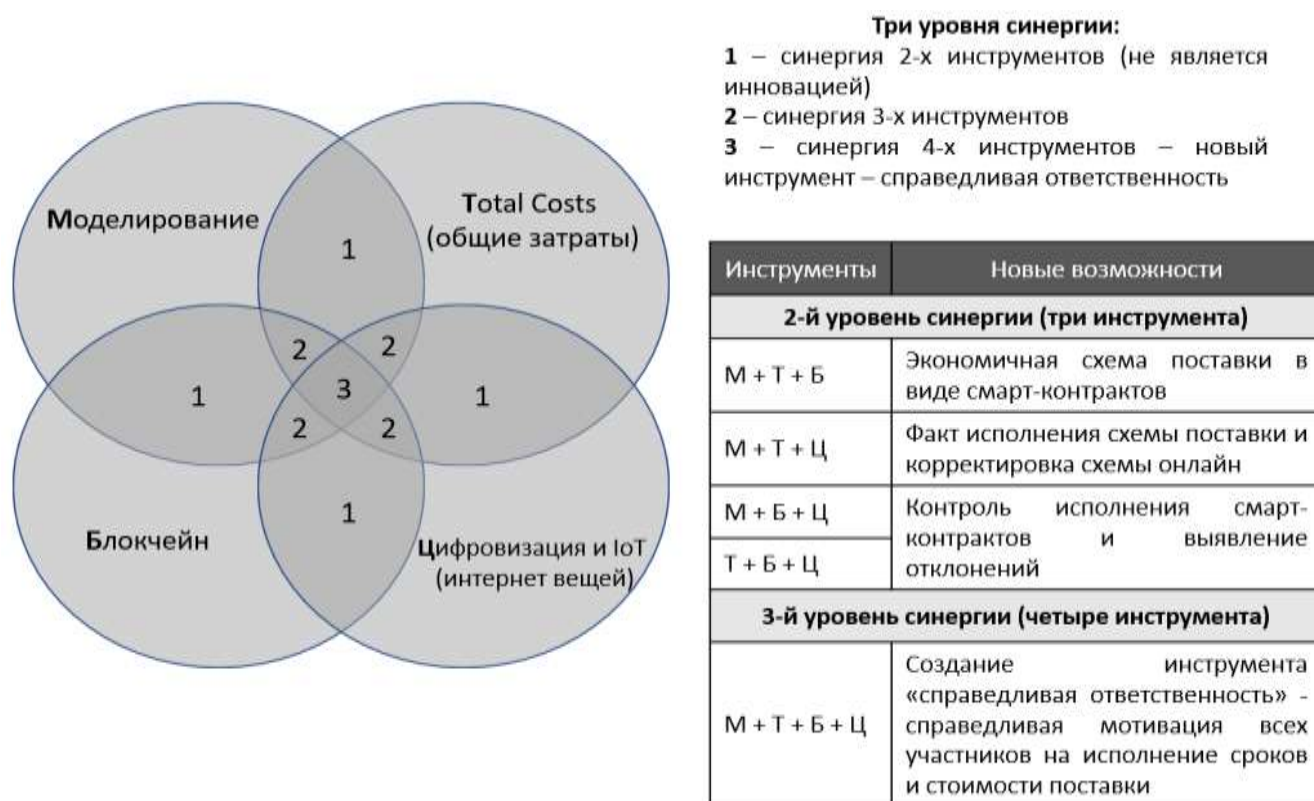 Моделирование
Total Costs
(общие затраты)
1
2
2
1
3
1
2
2
1
Блокчейн
Цифровизация и IoT
(интернет вещей)
Три уровня синергии:
1 – синергия 2-х инструментов (не является
инновацией)
2 – синергия 3-х инструментов
3 – синергия 4-х инструментов – новый
инструмент – справедливая ответственность
Инструменты
Новые возможности
2-й уровень синергии (три инструмента)
М + Т + Б
Экономичная схема поставки в
виде смарт-контрактов
М + Т + Ц
Факт исполнения схемы поставки и
корректировка схемы онлайн
М + Б + Ц
Т + Б + Ц
Контроль исполнения смарт-
контрактов и выявление
отклонений
3-й уровень синергии (четыре инструмента)
М + Т + Б + Ц
Создание инструмента
«справедливая ответственность» -
справедливая мотивация всех
участников на исполнение сроков
и стоимости поставки